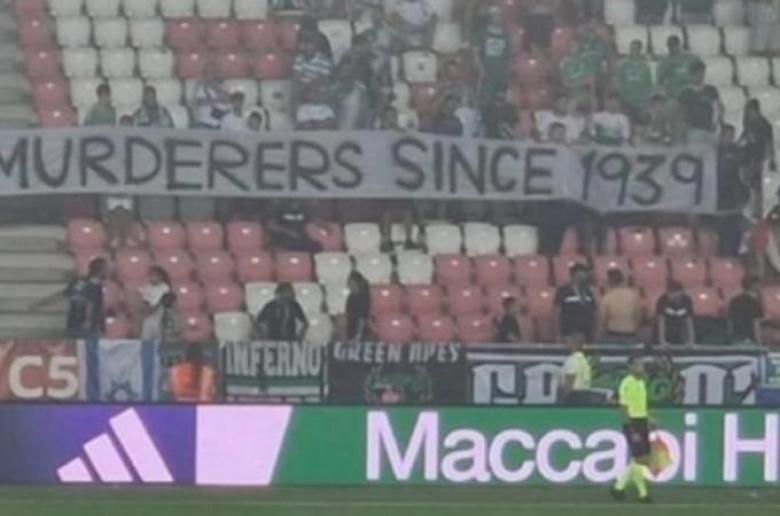 MURDERERS SINCE 1939
C5
INFERNO
GREEN APES
Maccabi H